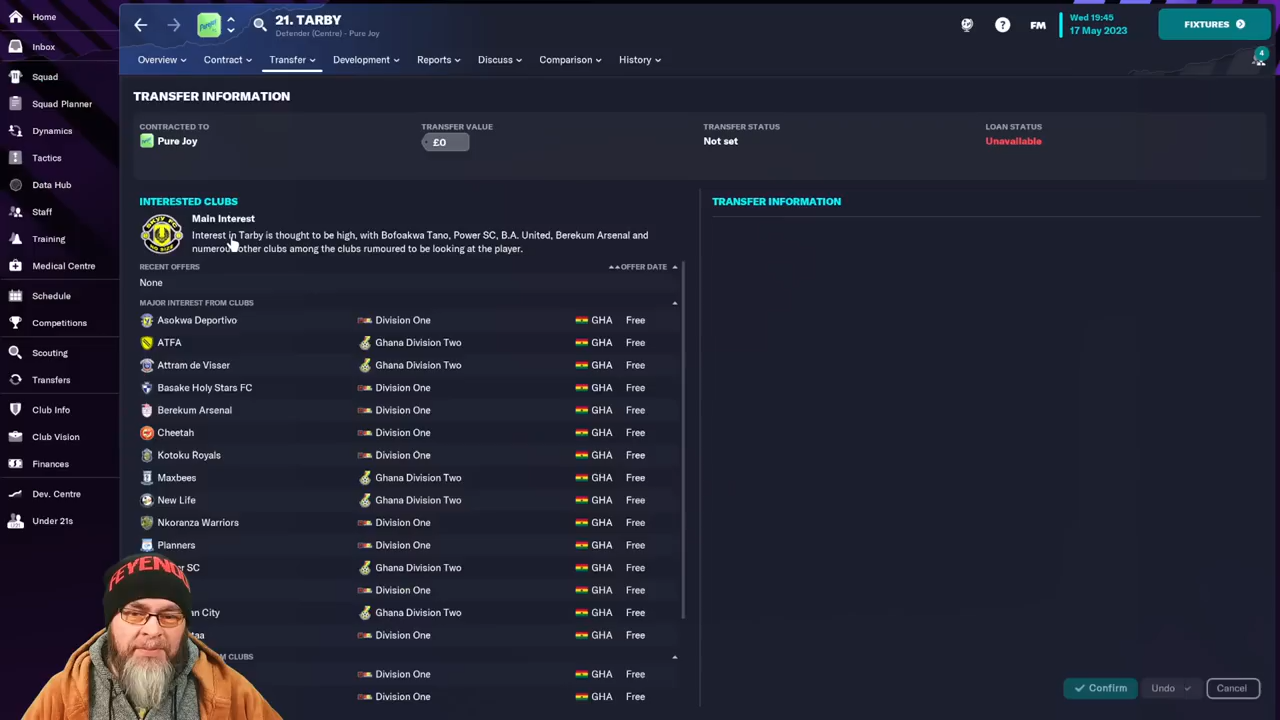 Home
Inbox
Squad
Squad Planner
Dynamics
Tactics
Data Hub
Staff
Training
Medical Centre
Schedule
Competitions
Scouting
Transfers
Club Info
Club Vision
Finances
Dev. Centre
Under 21s
21. TARBY
Defender (Centre) - Pure Joy
FM
Wed 19:45
17 May 2023
FIXTURES
4
Overview
Contract
Transfer
Development
Reports
Discuss
Comparison
History
TRANSFER INFORMATION
CONTRACTED TO
Pure Joy
TRANSFER VALUE
£0
TRANSFER STATUS
Not set
LOAN STATUS
Unavailable
INTERESTED CLUBS
Main Interest
Interest in Tarby is thought to be high, with Bofoakwa Tano, Power SC, B.A. United, Berekum Arsenal and
numerous other clubs among the clubs rumoured to be looking at the player.
RECENT OFFERS OFFER DATE
None
MAJOR INTEREST FROM CLUBS
Asokwa Deportivo Division One GHA Free
ATFA Ghana Division Two GHA Free
Attram de Visser Ghana Division Two GHA Free
Basake Holy Stars FC Division One GHA Free
Berekum Arsenal Division One GHA Free
Cheetah Division One GHA Free
Kotoku Royals Division One GHA Free
Maxbees Ghana Division Two GHA Free
New Life Ghana Division Two GHA Free
Nkoranza Warriors Division One GHA Free
Planners Division One GHA Free
SC Ghana Division Two GHA Free
Division One GHA Free
City Ghana Division Two GHA Free
Division One GHA Free
CLUBS
Division One GHA Free
Division One GHA Free
TRANSFER INFORMATION
Confirm
Undo
Cancel